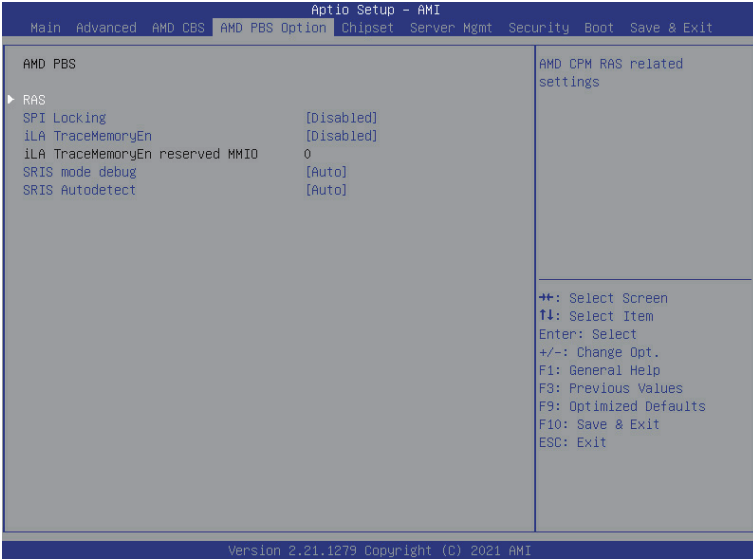 Aptio Setup – AMI
Main Advanced AMD CBS AMD PBS Option Chipset Server Mgmt Security Boot Save & Exit
AMD PBS
RAS
SPI Locking [Disabled]
iLA TraceMemoryEn [Disabled]
iLA TraceMemoryEn reserved MMIO 0
SRIS mode debug [Auto]
SRIS Autodetect [Auto]
AMD CPM RAS related
settings
→←: Select Screen
↑↓: Select Item
Enter: Select
+/-: Change Opt.
F1: General Help
F3: Previous Values
F9: Optimized Defaults
F10: Save & Exit
ESC: Exit
Version 2.21.1279 Copyright (C) 2021 AMI